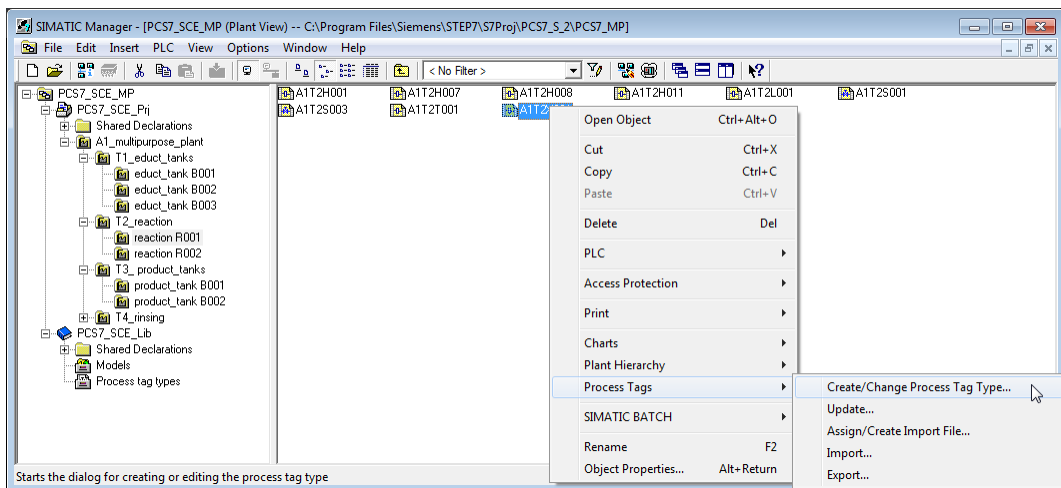 SIMATIC Manager - [PCS7_SCE_MP (Plant View) -- C:\Program Files\Siemens\STEP7\S7Proj\PCS7_S_2\PCS7_MP]
File Edit Insert PLC View Options Window Help
< No Filter >
PCS7_SCE_MP
PCS7_SCE_Prj
Shared Declarations
A1_multipurpose_plant
T1_educt_tanks
educt_tank B001
educt_tank B002
educt_tank B003
T2_reaction
reaction R001
reaction R002
T3_ product_tanks
product_tank B001
product_tank B002
T4_rinsing
PCS7_SCE_Lib
Shared Declarations
Models
Process tag types
A1T2H001 A1T2H007 A1T2H008 A1T2H011 A1T2L001 A1T2S001
A1T2S003 A1T2T001
Open Object Ctrl+Alt+O
Cut Ctrl+X
Copy Ctrl+C
Paste Ctrl+V
Delete Del
PLC
Access Protection
Print
Charts
Plant Hierarchy
Process Tags
SIMATIC BATCH
Rename F2
Object Properties... Alt+Return
Create/Change Process Tag Type...
Update...
Assign/Create Import File...
Import...
Export...
Starts the dialog for creating or editing the process tag type